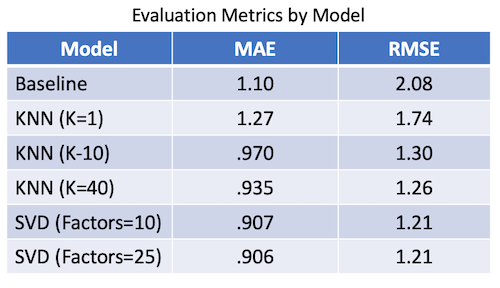 Evaluation Metrics by Model
Model MAE RMSE
Baseline 1.10 2.08
KNN (K=1) 1.27 1.74
KNN (K-10) .970 1.30
KNN (K=40) .935 1.26
SVD (Factors=10) .907 1.21
SVD (Factors=25) .906 1.21